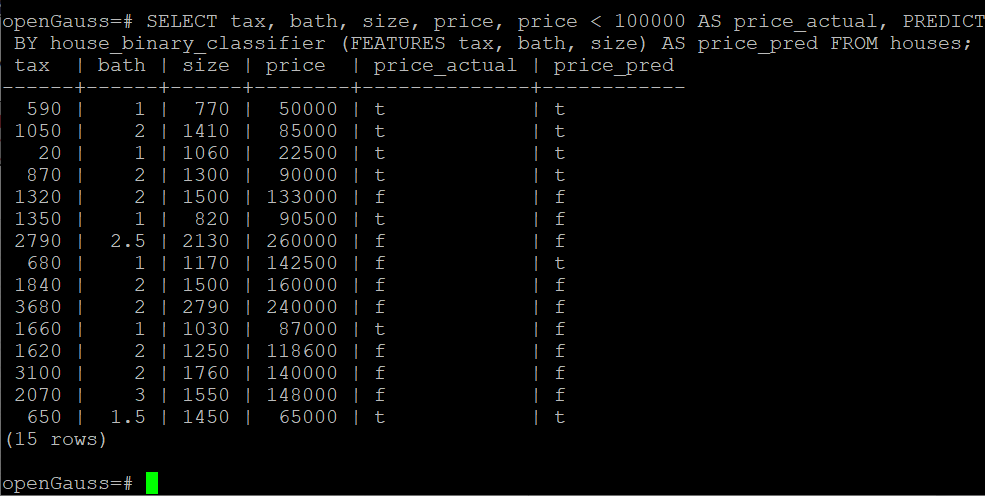 openGauss=# SELECT tax, bath, size, price, price < 100000 AS price_actual, PREDICT
 BY house_binary_classifier (FEATURES tax, bath, size) AS price_pred FROM houses;
 tax  | bath | size | price  | price_actual | price_pred
------+------+------+--------+--------------+------------
  590 |    1 |  770 |  50000 | t            | t
 1050 |    2 | 1410 |  85000 | t            | t
   20 |    1 | 1060 |  22500 | t            | t
  870 |    2 | 1300 |  90000 | t            | t
 1320 |    2 | 1500 | 133000 | f            | f
 1350 |    1 |  820 |  90500 | t            | f
 2790 |  2.5 | 2130 | 260000 | f            | f
  680 |    1 | 1170 | 142500 | f            | t
 1840 |    2 | 1500 | 160000 | f            | f
 3680 |    2 | 2790 | 240000 | f            | f
 1660 |    1 | 1030 |  87000 | t            | f
 1620 |    2 | 1250 | 118600 | f            | f
 3100 |    2 | 1760 | 140000 | f            | f
 2070 |    3 | 1550 | 148000 | f            | f
  650 |  1.5 | 1450 |  65000 | t            | t
(15 rows)
openGauss=#